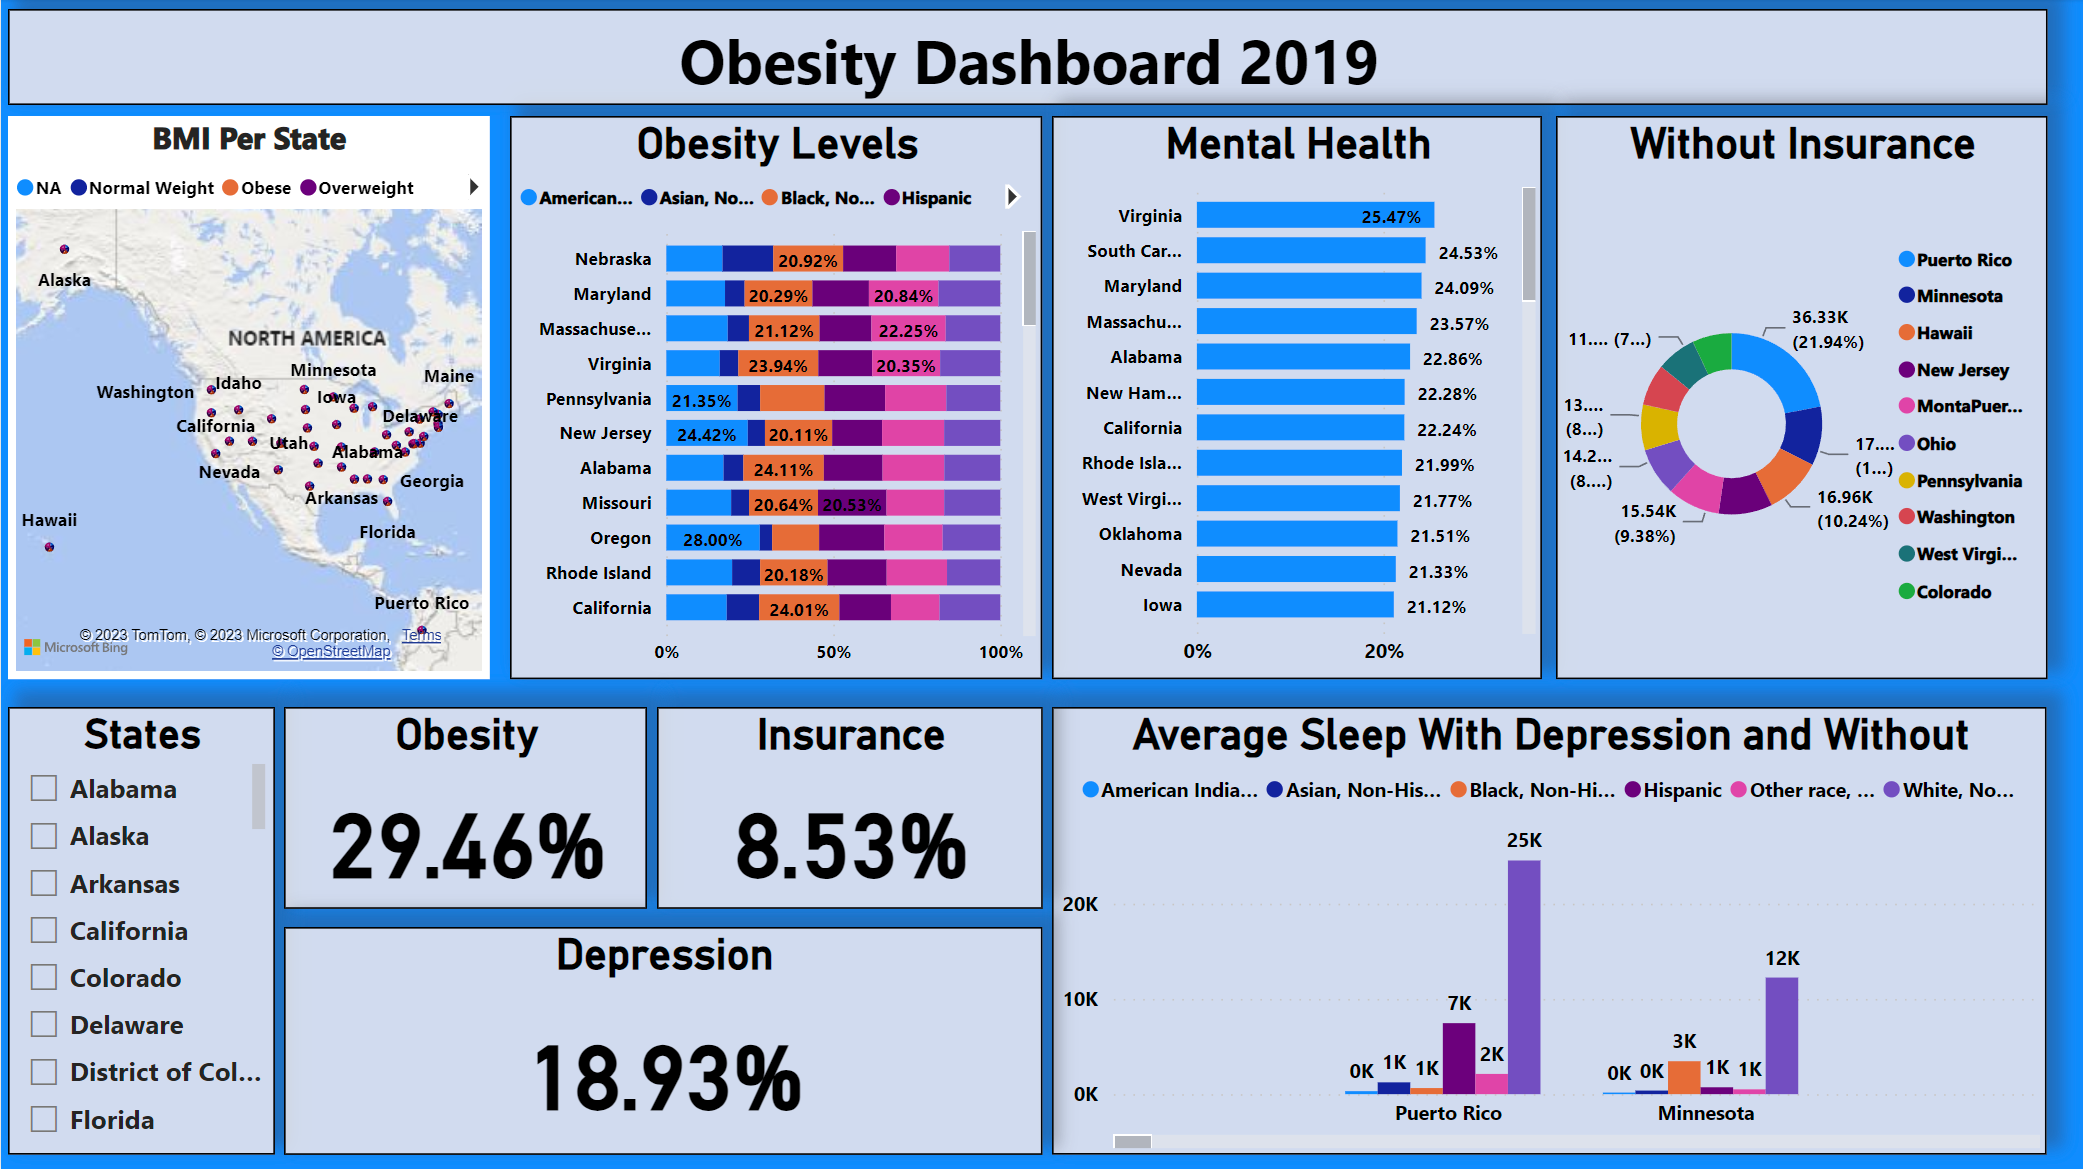 Obesity Dashboard 2019
BMI Per State
NA Normal Weight Obese Overweight
Alaska
NORTH AMERICA
Minnesota
Maine
Washington
Idaho
Iowa
Delaware
California
Utah
Alabama
Nevada
Georgia
Arkansas
Hawaii
Florida
Puerto Rico
© 2023 TomTom, © 2023 Microsoft Corporation, Terms
Microsoft Bing
© OpenStreetMap
Obesity Levels
American... Asian, No... Black, No... Hispanic
Nebraska 20.92%
Maryland 20.29% 20.84%
Massachuse... 21.12% 22.25%
Virginia 23.94% 20.35%
Pennsylvania 21.35%
New Jersey 24.42% 20.11%
Alabama 24.11%
Missouri 20.64% 20.53%
Oregon 28.00%
Rhode Island 20.18%
California 24.01%
0% 50% 100%
Mental Health
Virginia 25.47%
South Car... 24.53%
Maryland 24.09%
Massachu... 23.57%
Alabama 22.86%
New Ham... 22.28%
California 22.24%
Rhode Isla... 21.99%
West Virgi... 21.77%
Oklahoma 21.51%
Nevada 21.33%
Iowa 21.12%
0% 20%
Without Insurance
36.33K
(21.94%)
17....
(1...)
16.96K
(10.24%)
15.54K
(9.38%)
14.2...
(8....)
13....
(8...)
11.... (7...)
Puerto Rico
Minnesota
Hawaii
New Jersey
MontaPuer...
Ohio
Pennsylvania
Washington
West Virgi...
Colorado
States
Alabama
Alaska
Arkansas
California
Colorado
Delaware
District of Col...
Florida
Obesity
29.46%
Insurance
8.53%
Depression
18.93%
Average Sleep With Depression and Without
American India... Asian, Non-His... Black, Non-Hi... Hispanic Other race, ... White, No...
20K
10K
0K
0K 1K 1K 7K 2K 25K
0K 0K 3K 1K 1K 12K
Puerto Rico Minnesota